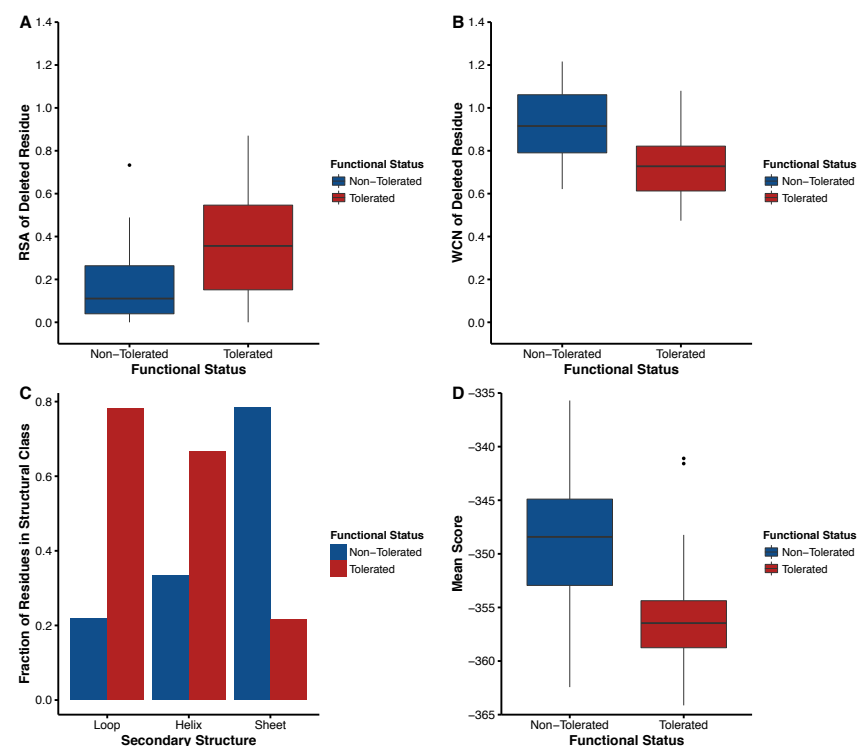 A
1.4
1.2
1.0
0.8
0.6
0.4
0.2
0.0
RSA of Deleted Residue
Non−Tolerated
Tolerated
Functional Status
Functional Status
Non−Tolerated
Tolerated
B
1.4
1.2
1.0
0.8
0.6
0.4
0.2
0.0
WCN of Deleted Residue
Non−Tolerated
Tolerated
Functional Status
Functional Status
Non−Tolerated
Tolerated
C
0.8
0.6
0.4
0.2
0.0
Fraction of Residues in Structural Class
Loop
Helix
Sheet
Secondary Structure
Functional Status
Non−Tolerated
Tolerated
D
−335
−340
−345
−350
−355
−360
−365
Mean Score
Non−Tolerated
Tolerated
Functional Status
Functional Status
Non−Tolerated
Tolerated